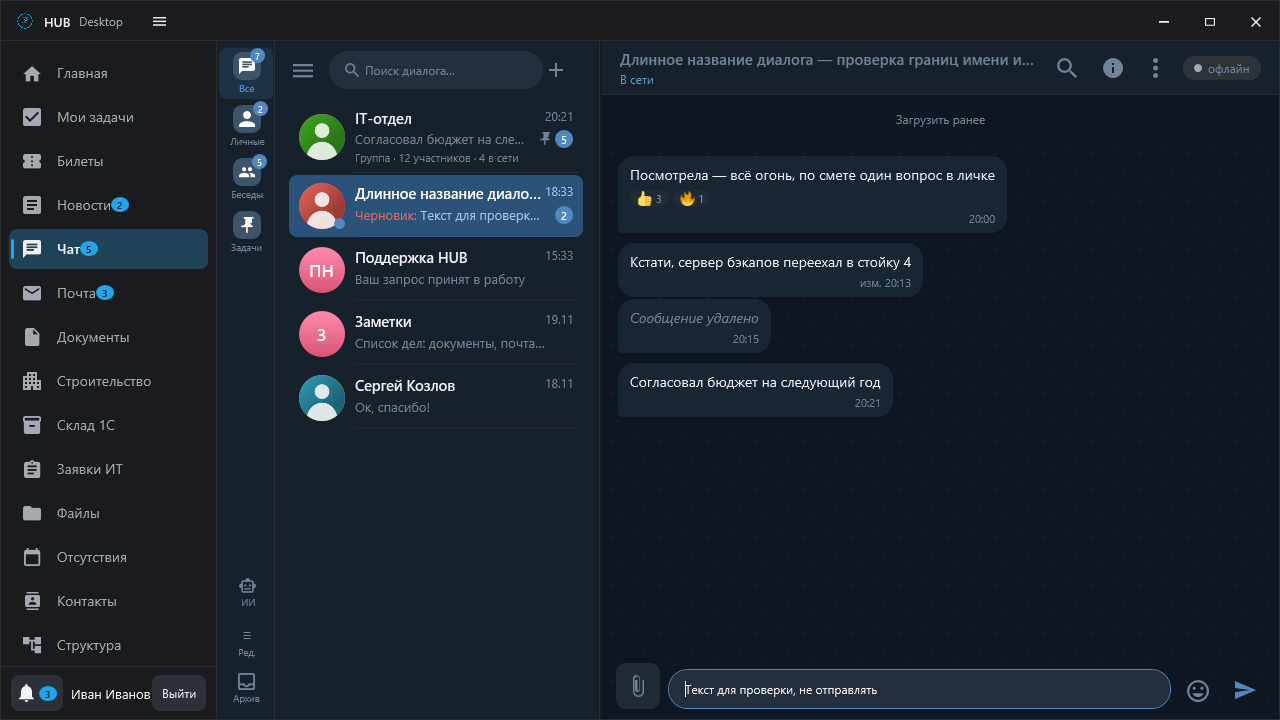 HUB Desktop
Главная
Мои задачи
Билеты
Новости 2
Чат 5
Почта 3
Документы
Строительство
Склад 1С
Заявки ИТ
Файлы
Отсутствия
Контакты
Структура
3 Иван Иванов Выйти
7
Все
2
Личные
5
Беседы
Задачи
ИИ
Ред.
Архив
Поиск диалога...
IT-отдел 20:21
Согласовал бюджет на сле... 5
Группа · 12 участников · 4 в сети
Длинное название диало... 18:33
Черновик: Текст для проверк... 2
ПН
Поддержка HUB 15:33
Ваш запрос принят в работу
З
Заметки 19.11
Список дел: документы, почта...
Сергей Козлов 18.11
Ок, спасибо!
Длинное название диалога — проверка границ имени и...
В сети
офлайн
Загрузить ранее
Посмотрела — всё огонь, по смете один вопрос в личке
👍 3 🔥 1
20:00
Кстати, сервер бэкапов переехал в стойку 4
изм. 20:13
Сообщение удалено
20:15
Согласовал бюджет на следующий год
20:21
Текст для проверки, не отправлять